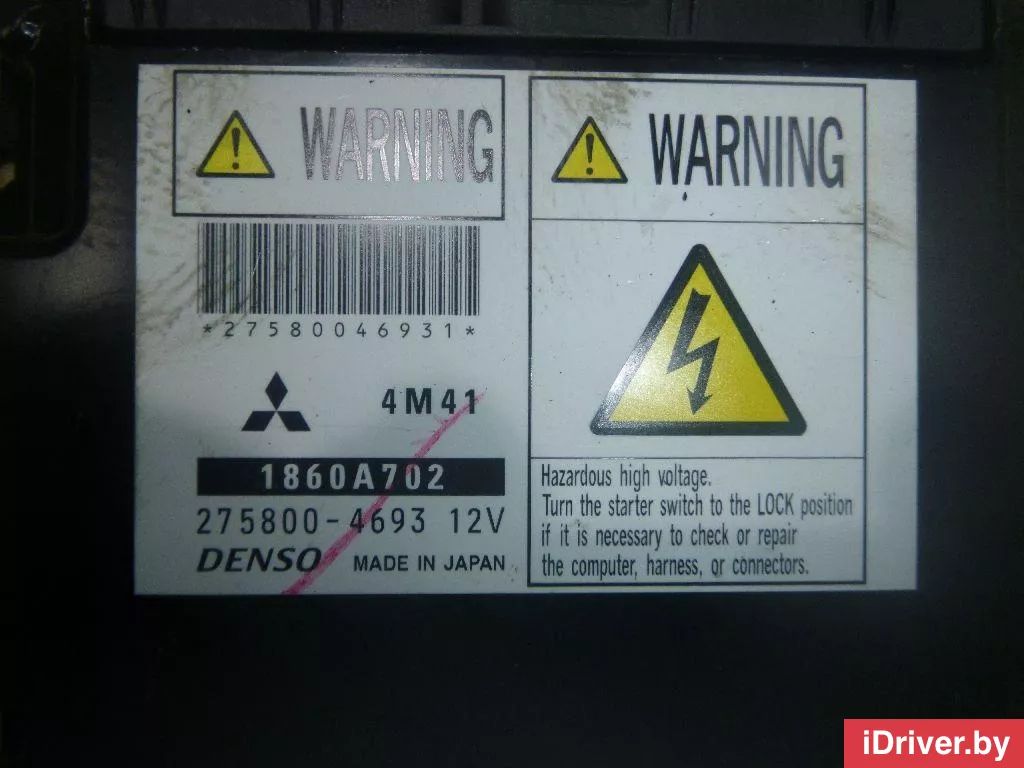 WARNING
*27580046931*
4M41
1860A702
275800-4693 12V
DENSO MADE IN JAPAN
WARNING
Hazardous high voltage.
Turn the starter switch to the LOCK position
if it is necessary to check or repair
the computer, harness, or connectors.
iDriver.by